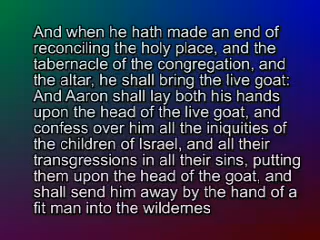 And when he hath made an end of
reconciling the holy place, and the
tabernacle of the congregation, and
the altar, he shall bring the live goat:
And Aaron shall lay both his hands
upon the head of the live goat, and
confess over him all the iniquities of
the children of Israel, and all their
transgressions in all their sins, putting
them upon the head of the goat, and
shall send him away by the hand of a
fit man into the wildernes